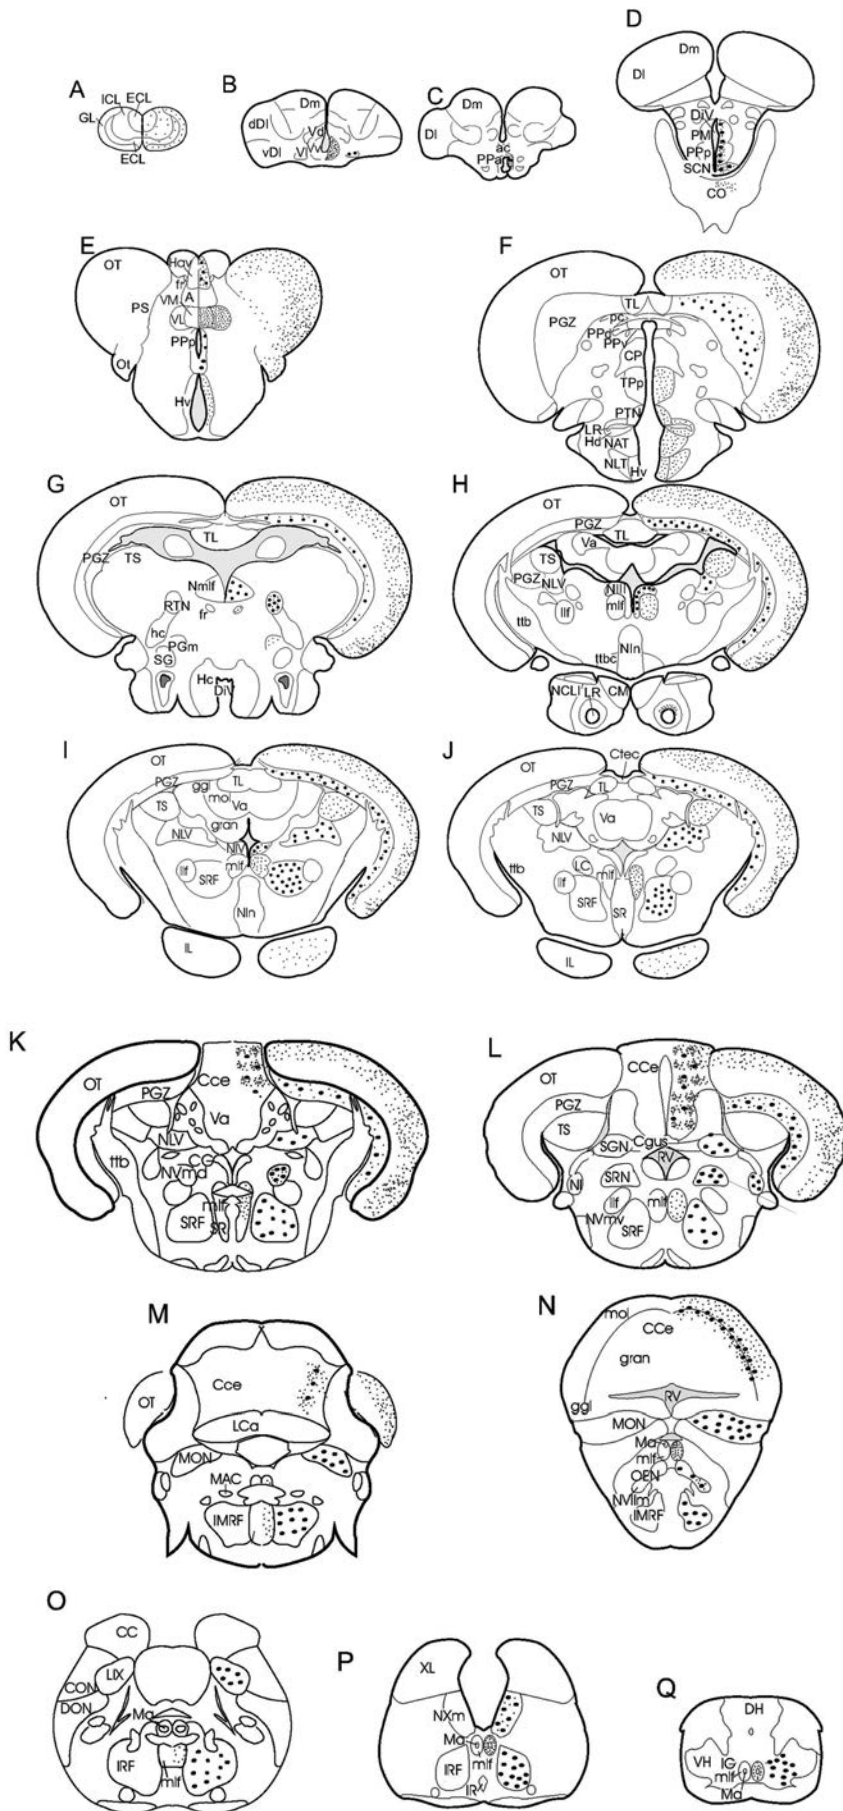 A
ICL ECL
GL
ECL
B
Dm
dDl
Vd
vDl Vl Vv
C
Dm
Dl
ac
PPa
D
Dm
Dl
DiV
PM
PPp
SCN
CO
E
OT
Hav
fr
A
PS VM
VL
PPp
Ot
Hv
F
OT
TL
PGZ
pc
PPd
PPv
CP
TPp
PTN
LR
Hd NAT
NLT
Hv
G
OT
TL
PGZ TS
Nmlf
RTN
fr
hc
PGm
SG
Hc
DiV
H
OT
PGZ
TL
Va
TS
PGZ NLV
NIII
llf mlf
ttb
NIn
ttbc
NCLI LR CM
I
OT
PGZ ggl TL
mol
TS Va
gran
NLV
NIV
mlf
llf
SRF
NIn
IL
J
Ctec
OT
PGZ TL
TS
Va
NLV
LC
ttb mlf
llf
SRF SR
IL
K
OT Cce
PGZ
Va
NLV
ttb CG
NVmd
mlf
SRF SR
L
OT CCe
PGZ
TS
SGN Cgus
RV
NI SRN
llf mlf
NVmv
SRF
M
OT Cce
LCa
MON
MAC
IMRF
N
mol
CCe
gran
ggl RV
MON
Ma
mlf
OEN
NVIIm
IMRF
O
CC
LIX
CON
DON
Ma
IRF
mlf
P
XL
NXm
Ma
mlf
IRF
IR
Q
DH
VH IG
mlf
Ma